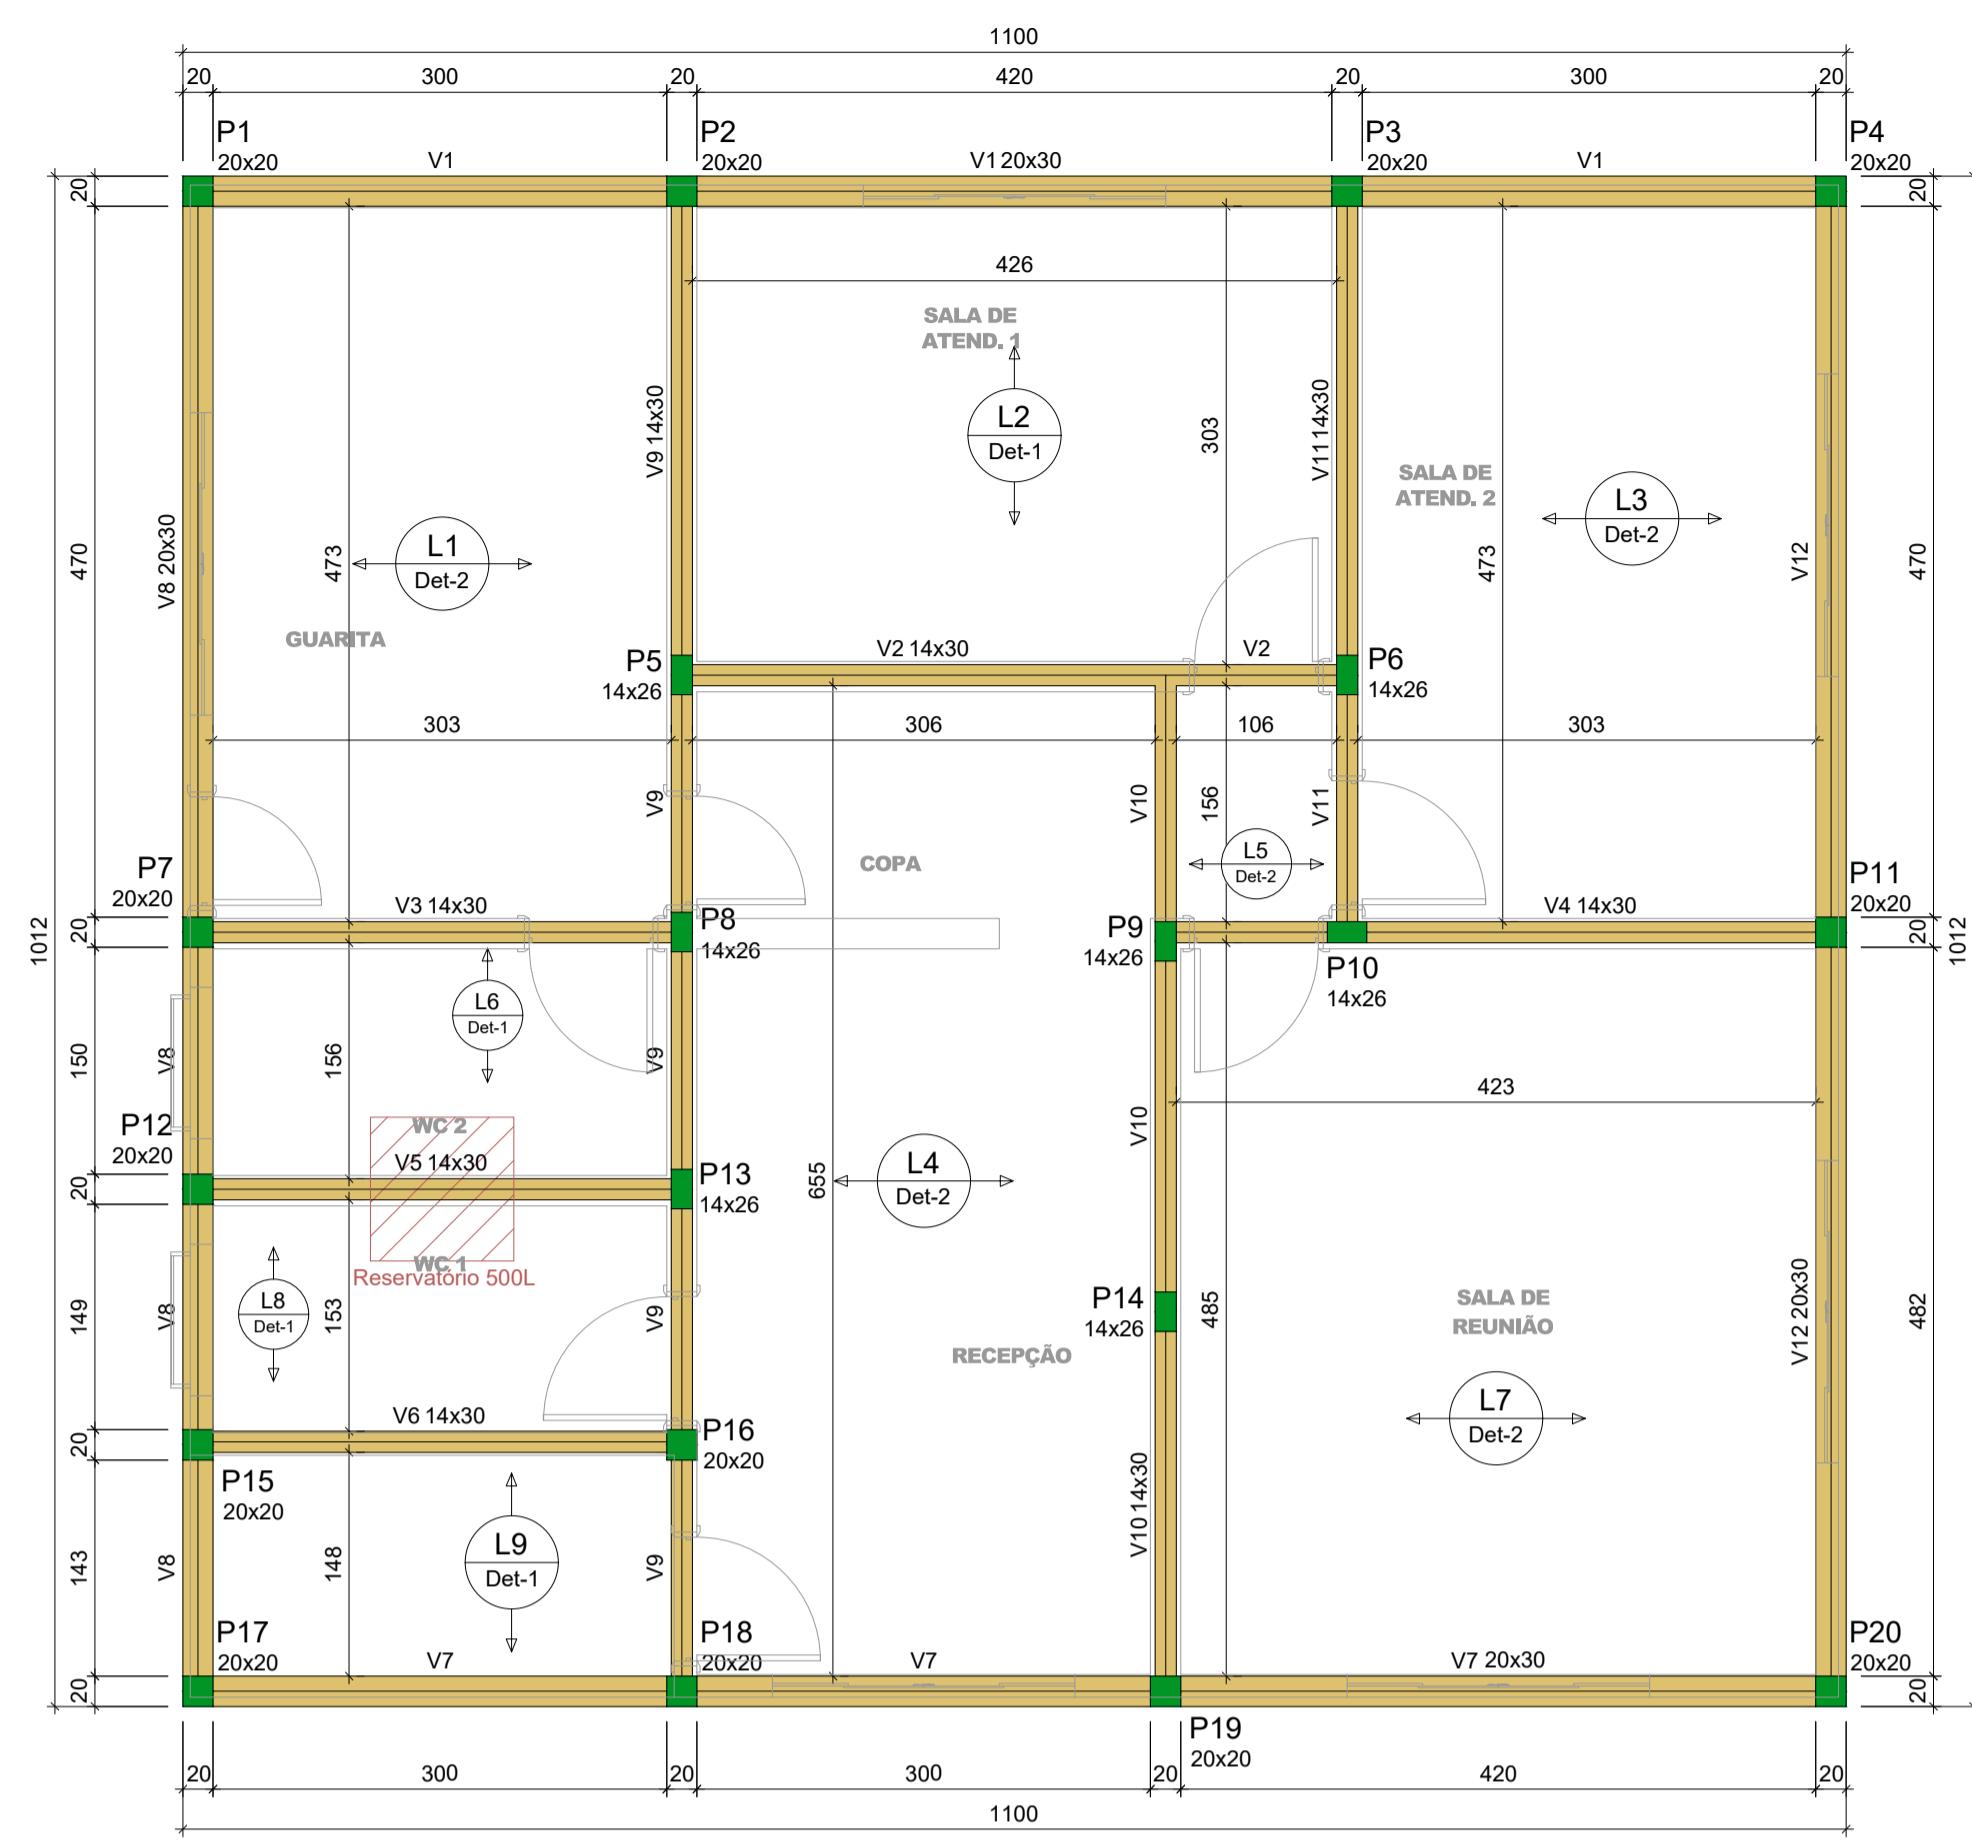 1100
20 300 20 420 20 300 20
P1 P2 P3 P4
20x20 V1 20x20 V1 20x30 20x20 V1 20x20
20 20
426
SALA DE
ATEND. 1
L2
Det-1
V9 14x30
303
V11 14x30
SALA DE
ATEND. 2
L3
Det-2
470
V8 20x30
473
L1
Det-2
473
V12
470
GUARITA
P5
14x26
V2 14x30 V2
P6
14x26
303 306 106 303
V9
V10
156
V11
L5
Det-2
COPA
P7
20x20
V3 14x30
P8
14x26
P9
14x26
V4 14x30
P11
20x20
20 20
1012 1012
P10
14x26
L6
Det-1
150
V8
156
V9
423
V10
P12
20x20
WC 2
V5 14x30
P13
14x26
20
655
L4
Det-2
WC 1
Reservatório 500L
L8
Det-1
149
V8
153
V9
P14
14x26
485
SALA DE
REUNIÃO
V12 20x30
482
RECEPÇÃO
L7
Det-2
V6 14x30
P16
20x20
20
P15
20x20
V10 14x30
L9
Det-1
143
V8
148
V9
P17 P18 P20
20x20 V7 20x20 V7 V7 20x30 20x20
20 20
P19
20x20
20 300 20 300 20 420 20
1100